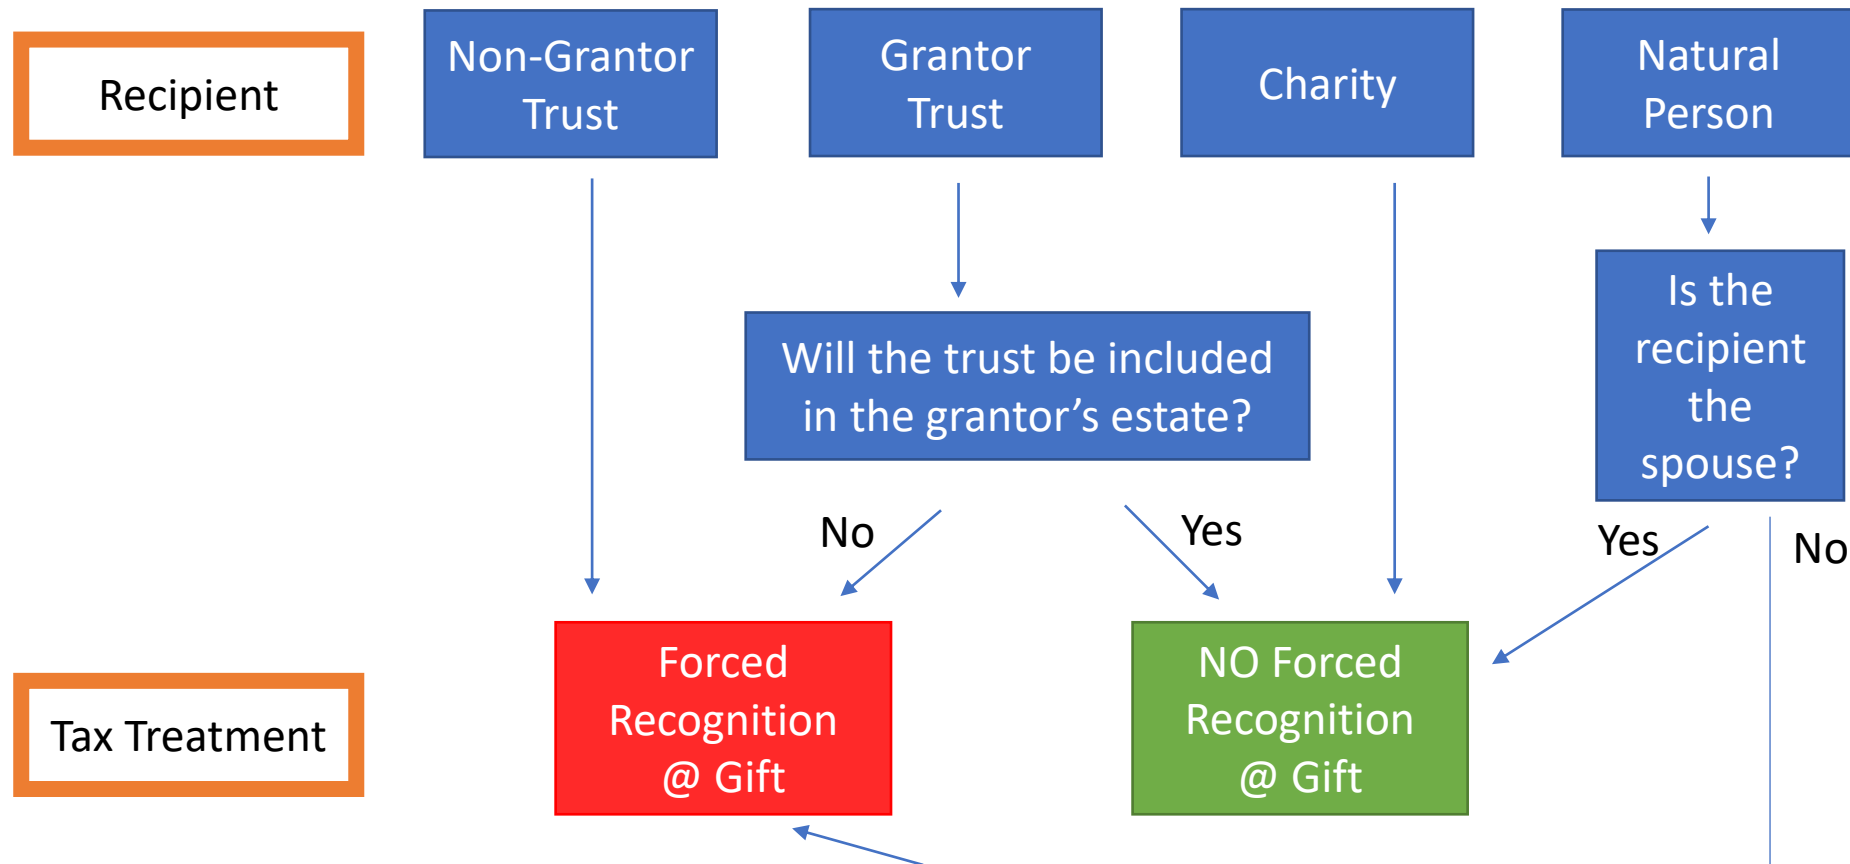 Recipient
Non-Grantor
Trust
Grantor
Trust
Charity
Natural
Person
Will the trust be included
in the grantor’s estate?
Is the
recipient
the
spouse?
No
Yes
Yes
No
Tax Treatment
Forced
Recognition
@ Gift
NO Forced
Recognition
@ Gift